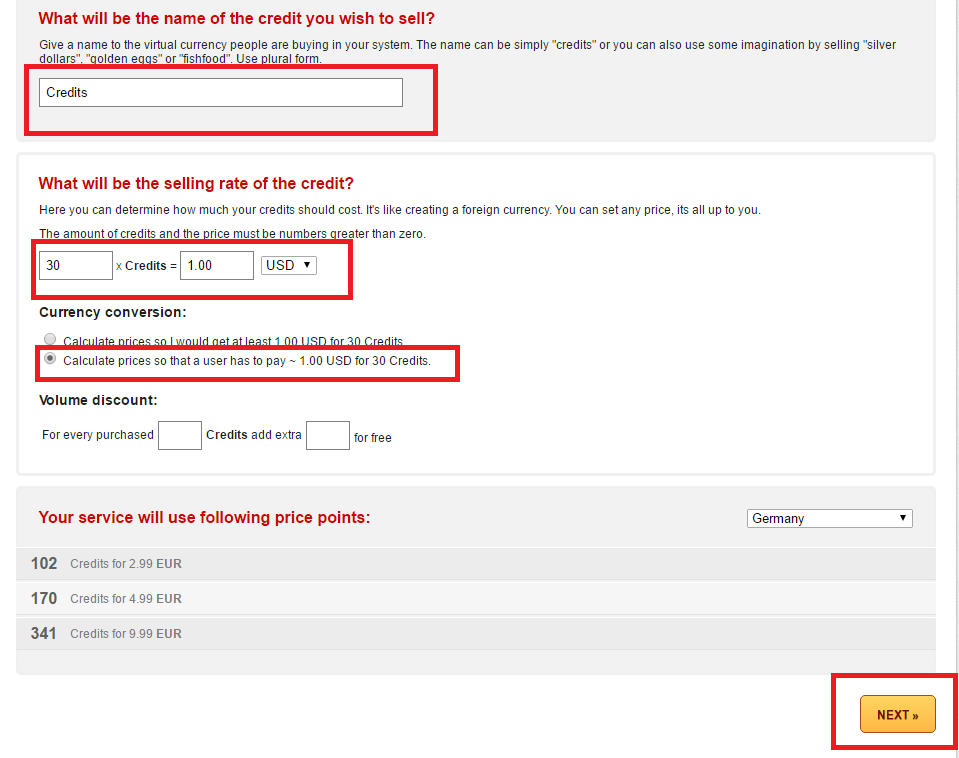 What will be the name of the credit you wish to sell?
Give a name to the virtual currency people are buying in your system. The name can be simply "credits" or you can also use some imagination by selling "silver
dollars", "golden eggs" or "fishfood". Use plural form.
Credits
What will be the selling rate of the credit?
Here you can determine how much your credits should cost. It's like creating a foreign currency. You can set any price, its all up to you.
The amount of credits and the price must be numbers greater than zero.
30 x Credits = 1.00 USD ▼
Currency conversion:
Calculate prices so I would get at least 1.00 USD for 30 Credits.
Calculate prices so that a user has to pay ~ 1.00 USD for 30 Credits.
Volume discount:
For every purchased Credits add extra for free
Your service will use following price points:
Germany ▼
102 Credits for 2.99 EUR
170 Credits for 4.99 EUR
341 Credits for 9.99 EUR
NEXT »